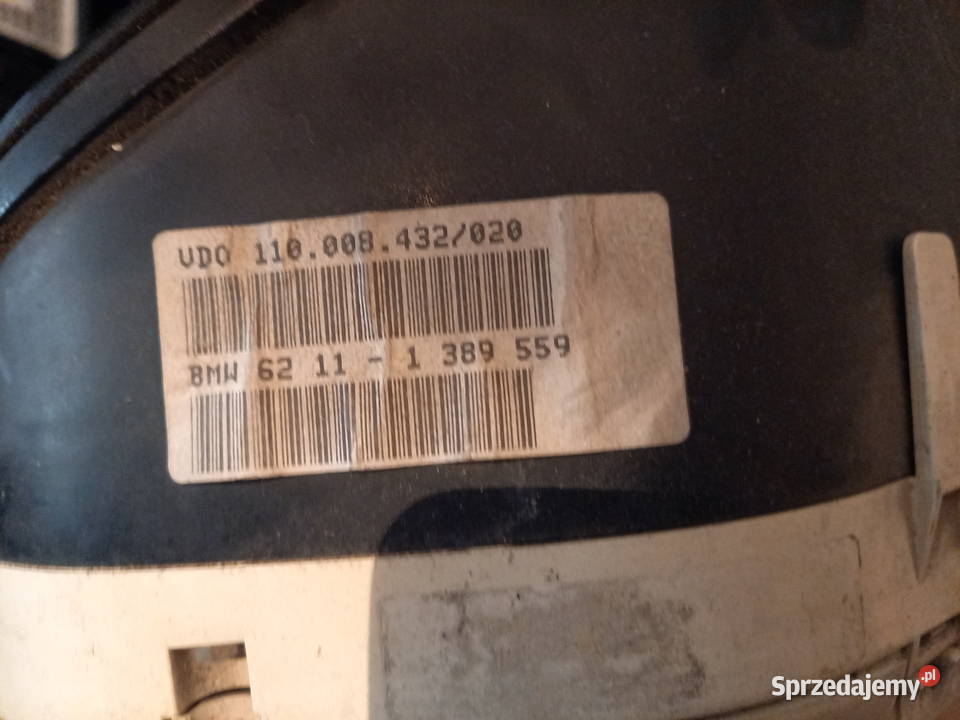 VDO 110.008.432/020
BMW 62 11 - 1 389 559
Sprzedajemy.pl